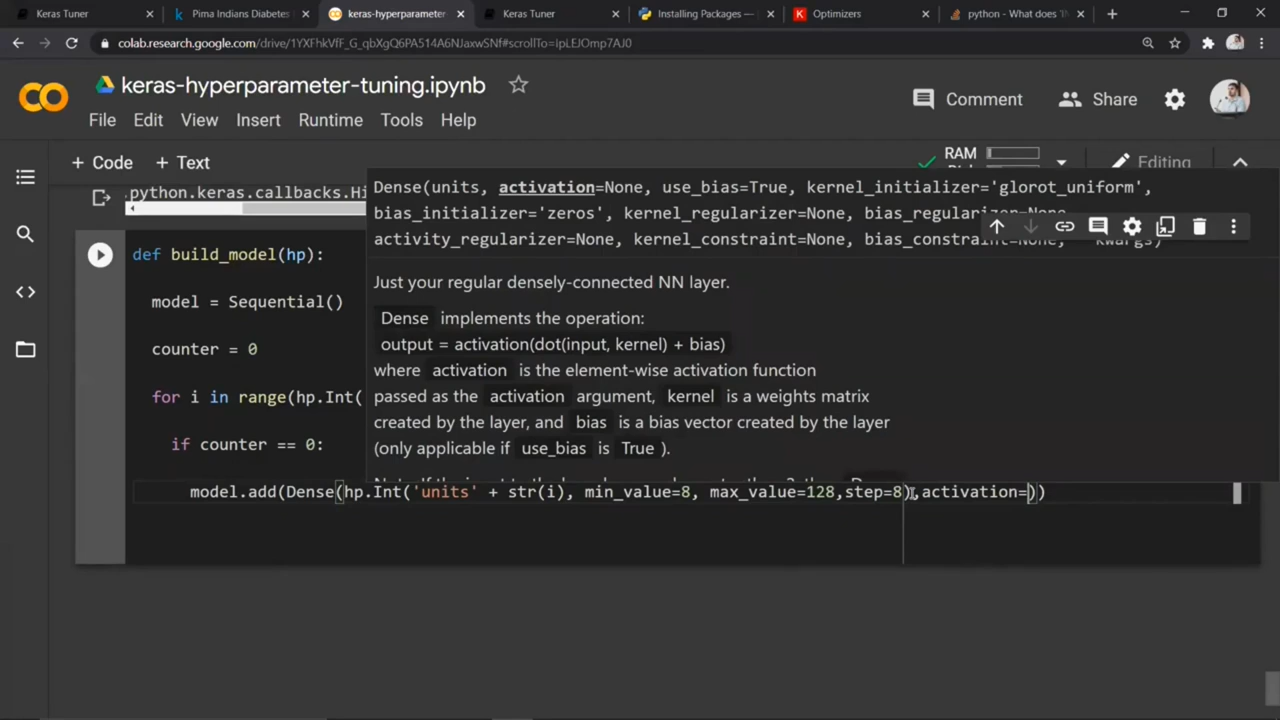 Keras Tuner
Pima Indians Diabetes
keras-hyperparameter-tuning.ipynb
Keras Tuner
Installing Packages —
Optimizers
python - What does
colab.research.google.com/drive/1YXFhkVfF_G_qbXgQ6PA514A6NJaxwSNf#scrollTo=ipLEJOmp7AJ0
keras-hyperparameter-tuning.ipynb
Comment
Share
File Edit View Insert Runtime Tools Help
+ Code + Text
RAM
Editing
.python.keras.callbacks.Hi
Dense(units, activation=None, use_bias=True, kernel_initializer='glorot_uniform',
bias_initializer='zeros', kernel_regularizer=None, bias_regularizer=None,
activity_regularizer=None, kernel_constraint=None, bias_constraint=None, kwargs)
Just your regular densely-connected NN layer.
Dense implements the operation:
output = activation(dot(input, kernel) + bias)
where activation is the element-wise activation function
passed as the activation argument, kernel is a weights matrix
created by the layer, and bias is a bias vector created by the layer
(only applicable if use_bias is True ).
def build_model(hp):
model = Sequential()
counter = 0
for i in range(hp.Int(
if counter == 0:
model.add(Dense(hp.Int('units' + str(i), min_value=8, max_value=128,step=8),activation=))